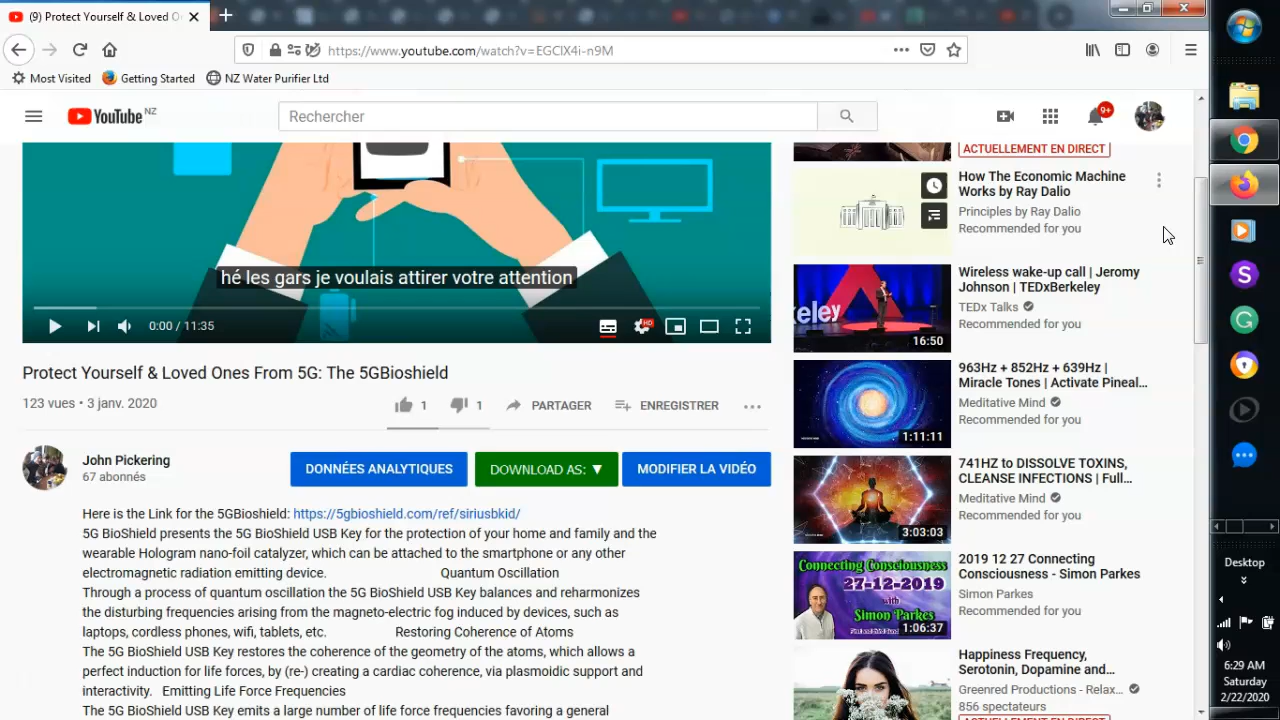 (9) Protect Yourself & Loved O
https://www.youtube.com/watch?v=EGClX4i-n9M
Most Visited
Getting Started
NZ Water Purifier Ltd
YouTube NZ
Rechercher
9+
hé les gars je voulais attirer votre attention
0:00 / 11:35
HD
Protect Yourself & Loved Ones From 5G: The 5GBioshield
123 vues • 3 janv. 2020
1
1
PARTAGER
ENREGISTRER
John Pickering
67 abonnés
DONNÉES ANALYTIQUES
DOWNLOAD AS: ▼
MODIFIER LA VIDÉO
Here is the Link for the 5GBioshield: https://5gbioshield.com/ref/siriusbkid/
5G BioShield presents the 5G BioShield USB Key for the protection of your home and family and the
wearable Hologram nano-foil catalyzer, which can be attached to the smartphone or any other
electromagnetic radiation emitting device. Quantum Oscillation
Through a process of quantum oscillation the 5G BioShield USB Key balances and reharmonizes
the disturbing frequencies arising from the magneto-electric fog induced by devices, such as
laptops, cordless phones, wifi, tablets, etc. Restoring Coherence of Atoms
The 5G BioShield USB Key restores the coherence of the geometry of the atoms, which allows a
perfect induction for life forces, by (re-) creating a cardiac coherence, via plasmoidic support and
interactivity. Emitting Life Force Frequencies
The 5G BioShield USB Key emits a large number of life force frequencies favouring general
ACTUELLEMENT EN DIRECT
How The Economic Machine
Works by Ray Dalio
Principles by Ray Dalio
Recommended for you
keley
16:50
Wireless wake-up call | Jeromy
Johnson | TEDxBerkeley
TEDx Talks
Recommended for you
1:11:11
963Hz + 852Hz + 639Hz |
Miracle Tones | Activate Pineal...
Meditative Mind
Recommended for you
3:03:03
741HZ to DISSOLVE TOXINS,
CLEANSE INFECTIONS | Full...
Meditative Mind
Recommended for you
Connecting Consciousness
27-12-2019
with
Simon Parkes
1:06:37
2019 12 27 Connecting
Consciousness - Simon Parkes
Simon Parkes
Recommended for you
Happiness Frequency,
Serotonin, Dopamine and...
Greenred Productions - Relax...
856 spectateurs
ACTUELLEMENT EN DIRECT
Desktop
6:29 AM
Saturday
2/22/2020